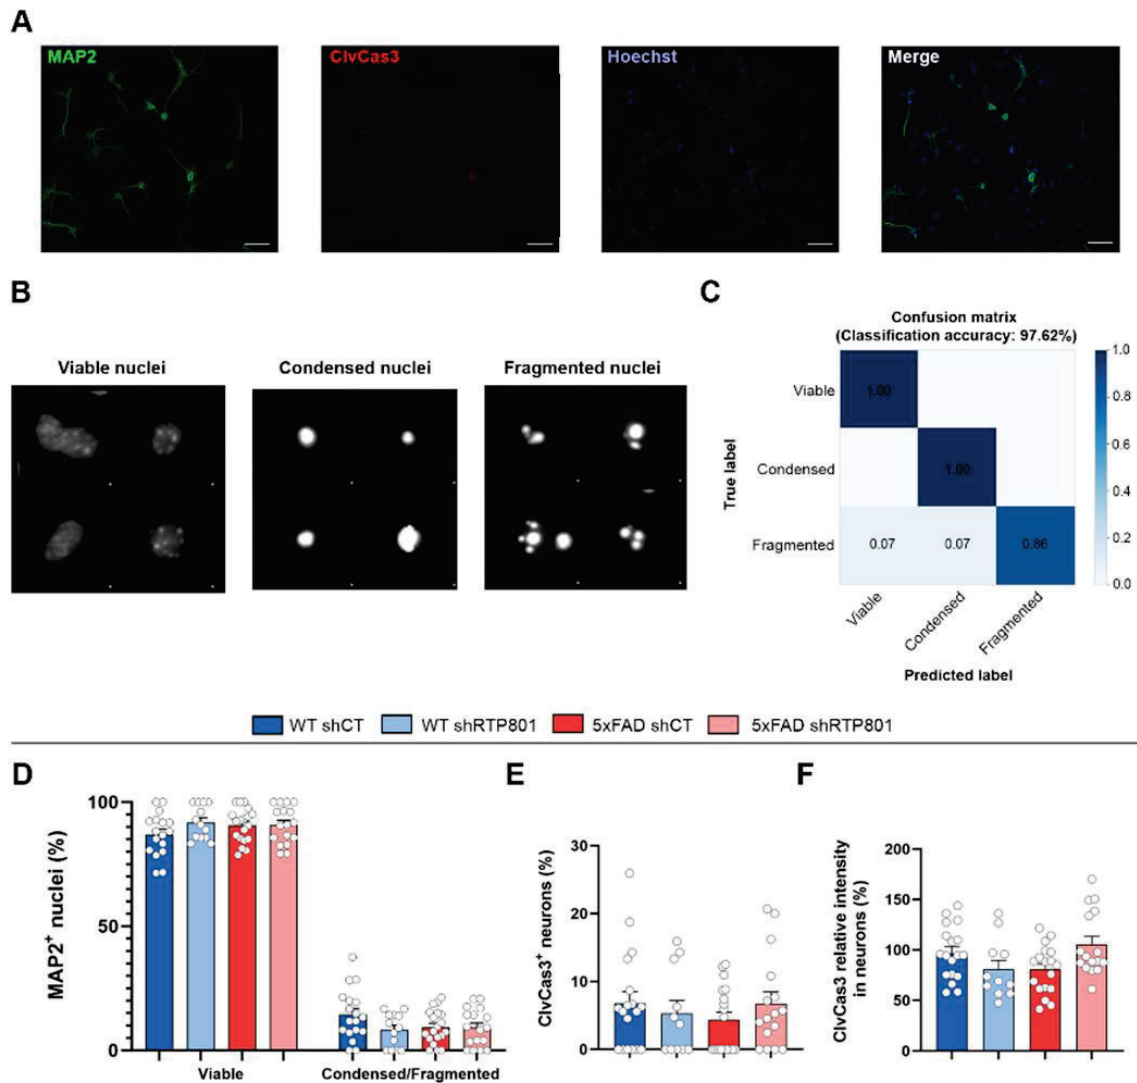 A
MAP2
ClvCas3
Hoechst
Merge
B
Viable nuclei
Condensed nuclei
Fragmented nuclei
C
Confusion matrix
(Classification accuracy: 97.62%)
True label
Viable
Condensed
Fragmented
1.00
1.00
0.07
0.07
0.86
1.0
0.8
0.6
0.4
0.2
0.0
Viable
Condensed
Fragmented
Predicted label
WT shCT
WT shRTP801
5xFAD shCT
5xFAD shRTP801
D
MAP2+ nuclei (%)
100
50
0
Viable
Condensed/Fragmented
E
ClvCas3+ neurons (%)
30
20
10
0
F
ClvCas3 relative intensity
in neurons (%)
200
150
100
50
0